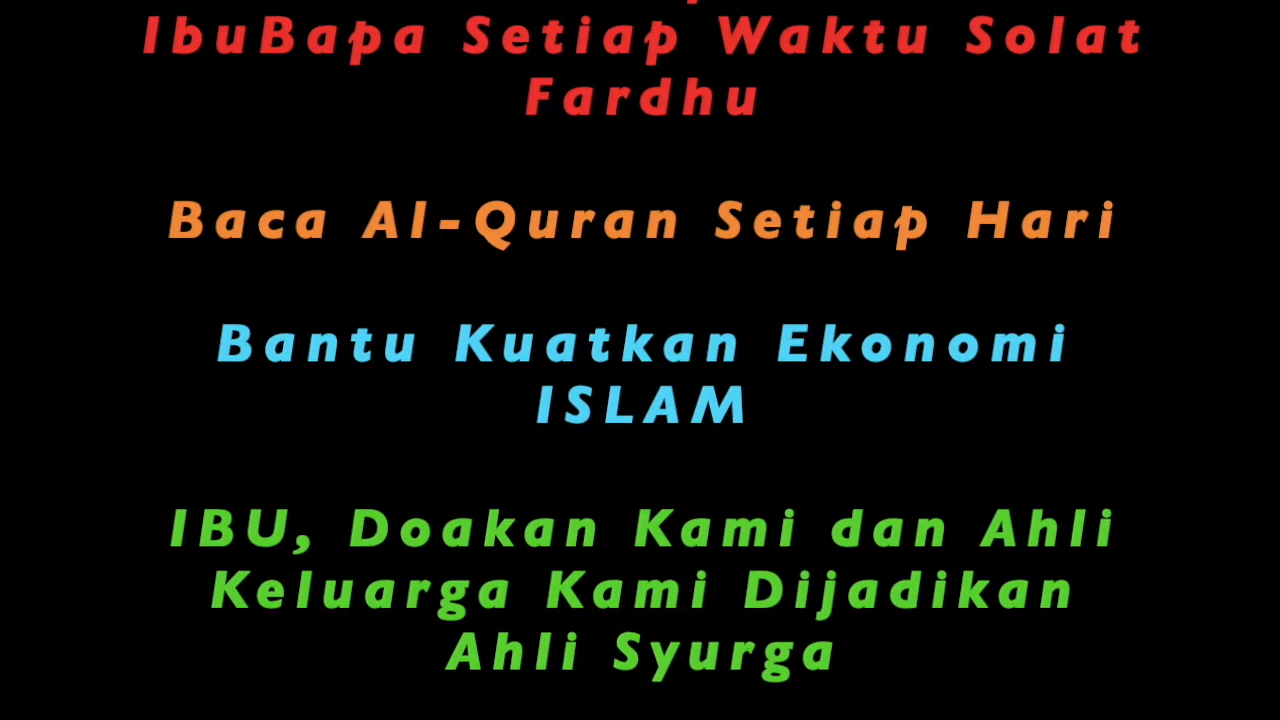 IbuBapa Setiap Waktu Solat
Fardhu
Baca Al-Quran Setiap Hari
Bantu Kuatkan Ekonomi
ISLAM
IBU, Doakan Kami dan Ahli
Keluarga Kami Dijadikan
Ahli Syurga